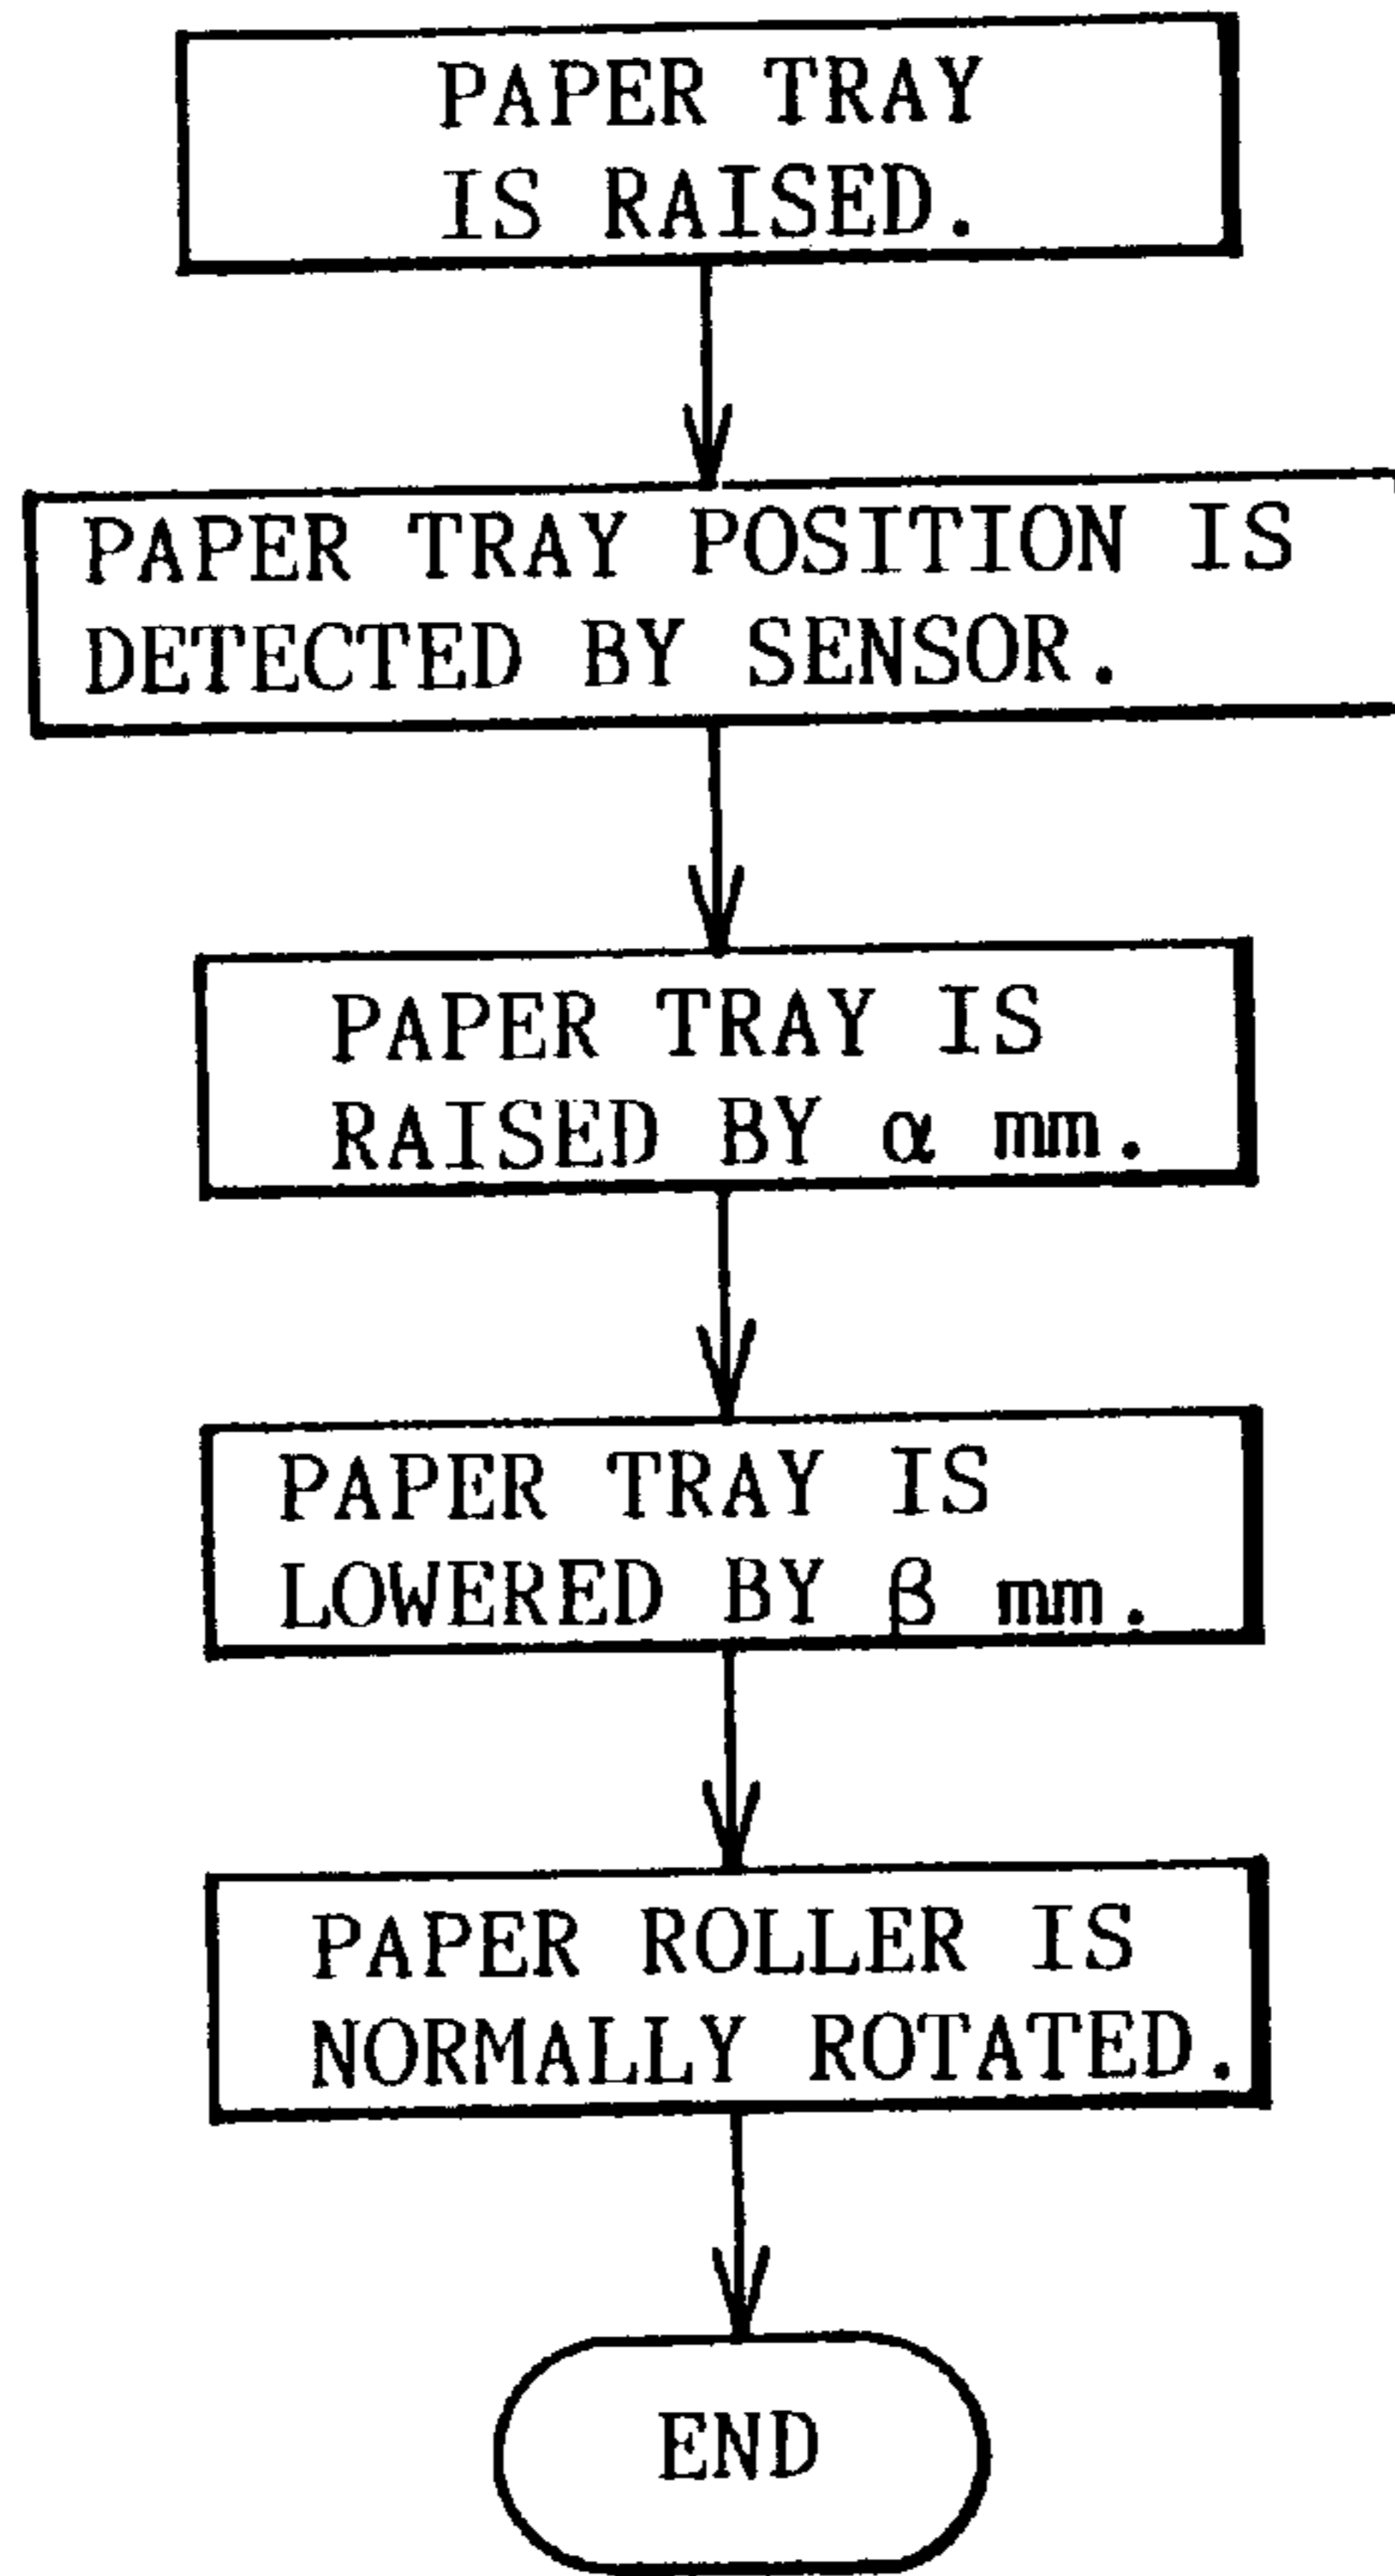 PAPER TRAY
IS RAISED.
PAPER TRAY POSITION IS
DETECTED BY SENSOR.
PAPER TRAY IS
RAISED BY α mm.
PAPER TRAY IS
LOWERED BY β mm.
PAPER ROLLER IS
NORMALLY ROTATED.
END